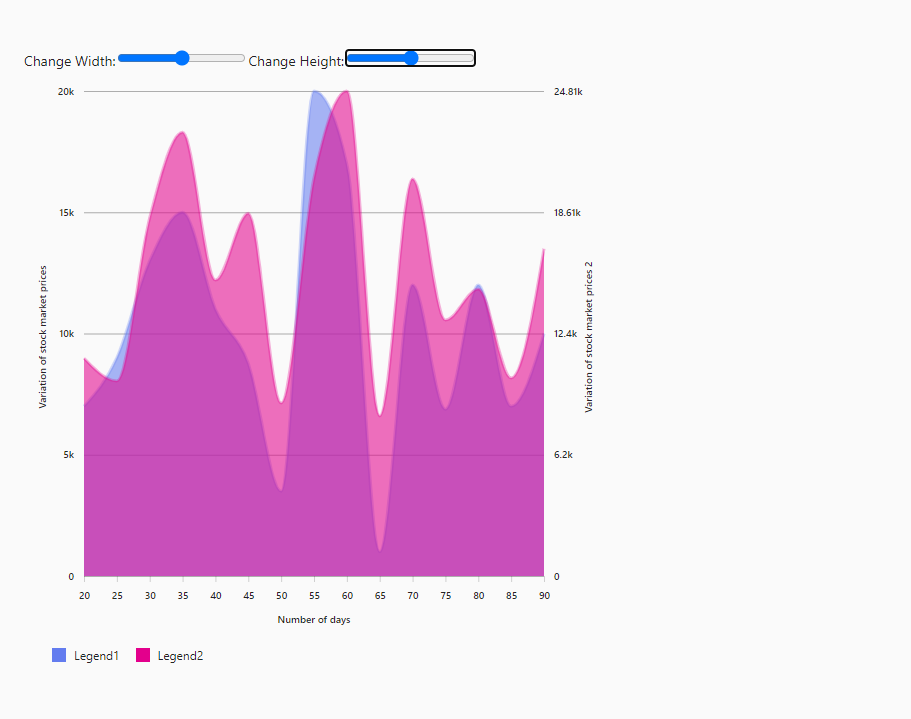 Change Width: Change Height:
20k 24.81k
15k 18.61k
Variation of stock market prices
Variation of stock market prices 2
10k 12.4k
5k 6.2k
0 0
20 25 30 35 40 45 50 55 60 65 70 75 80 85 90
Number of days
Legend1 Legend2